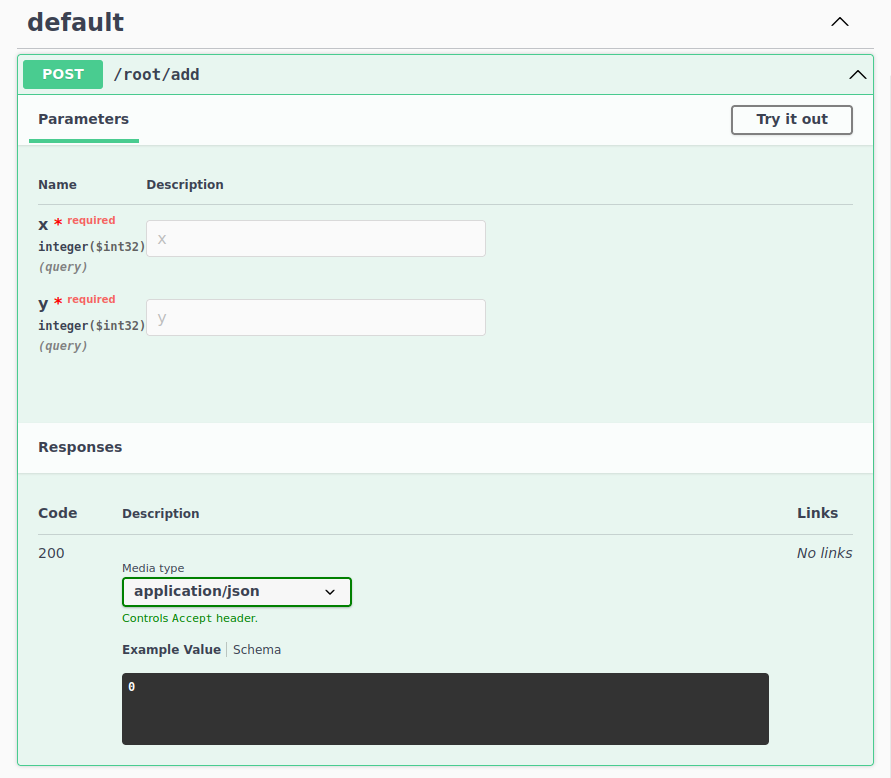 default
POST /root/add
Parameters
Try it out
Name Description
x * required
integer($int32)
(query)
x
y * required
integer($int32)
(query)
y
Responses
Code Description Links
200 No links
Media type
application/json
Controls Accept header.
Example Value Schema
0